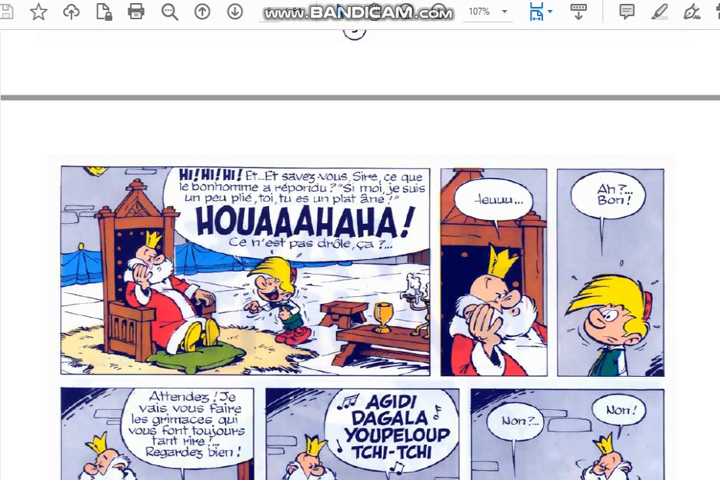 www.BANDICAM.com
107%
HI!HI!HI! Et...Et savez-vous, Sire, ce que
le bonhomme a répondu? "Si moi, je suis
un peu plié, toi, tu es un plat âne!"
HOUAAAHAHA!
Ce n'est pas drôle, ça ?...
-Ieuuu...
Ah ?...
Bon!
Attendez! Je
vais vous faire
les grimaces qui
vous font toujours
tant rire!...
Regardez bien!
AGIDI
DAGALA
YOUPELOUP
TCHI-TCHI
Non?...
Non!